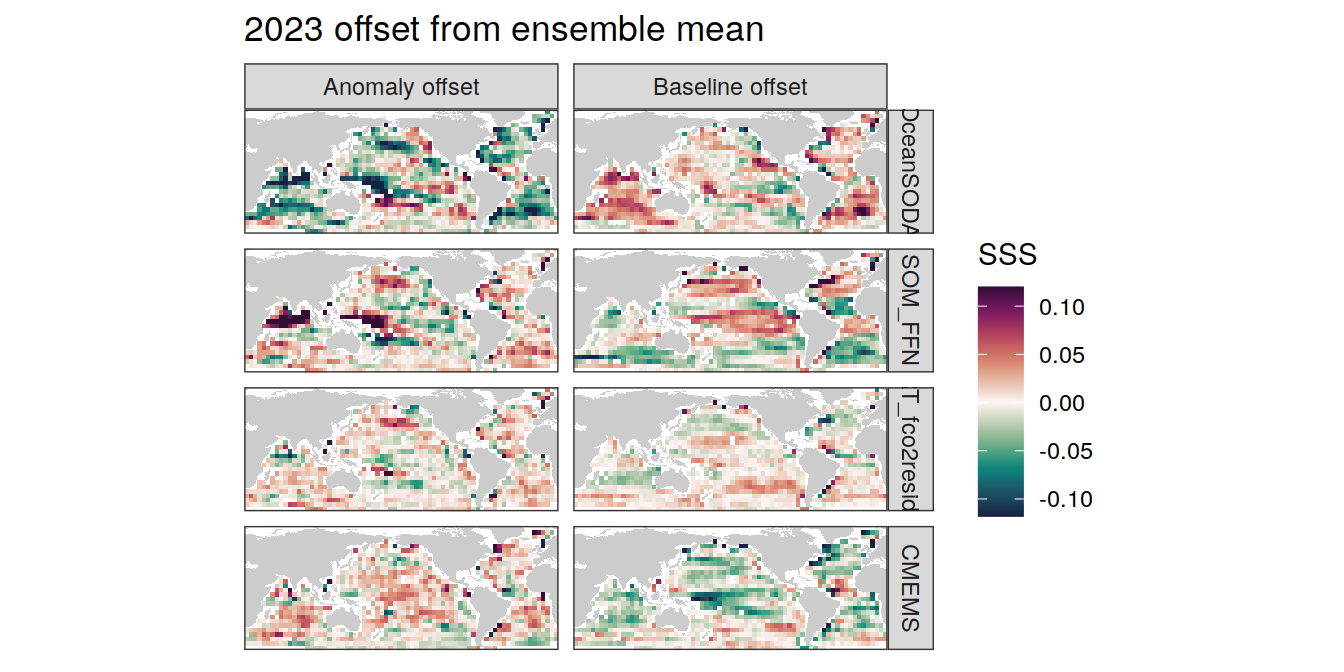 2023 offset from ensemble mean
Anomaly offset
Baseline offset
OceanSODA
SOM_FFN
T_fco2resid
CMEMS
SSS
0.10
0.05
0.00
-0.05
-0.10